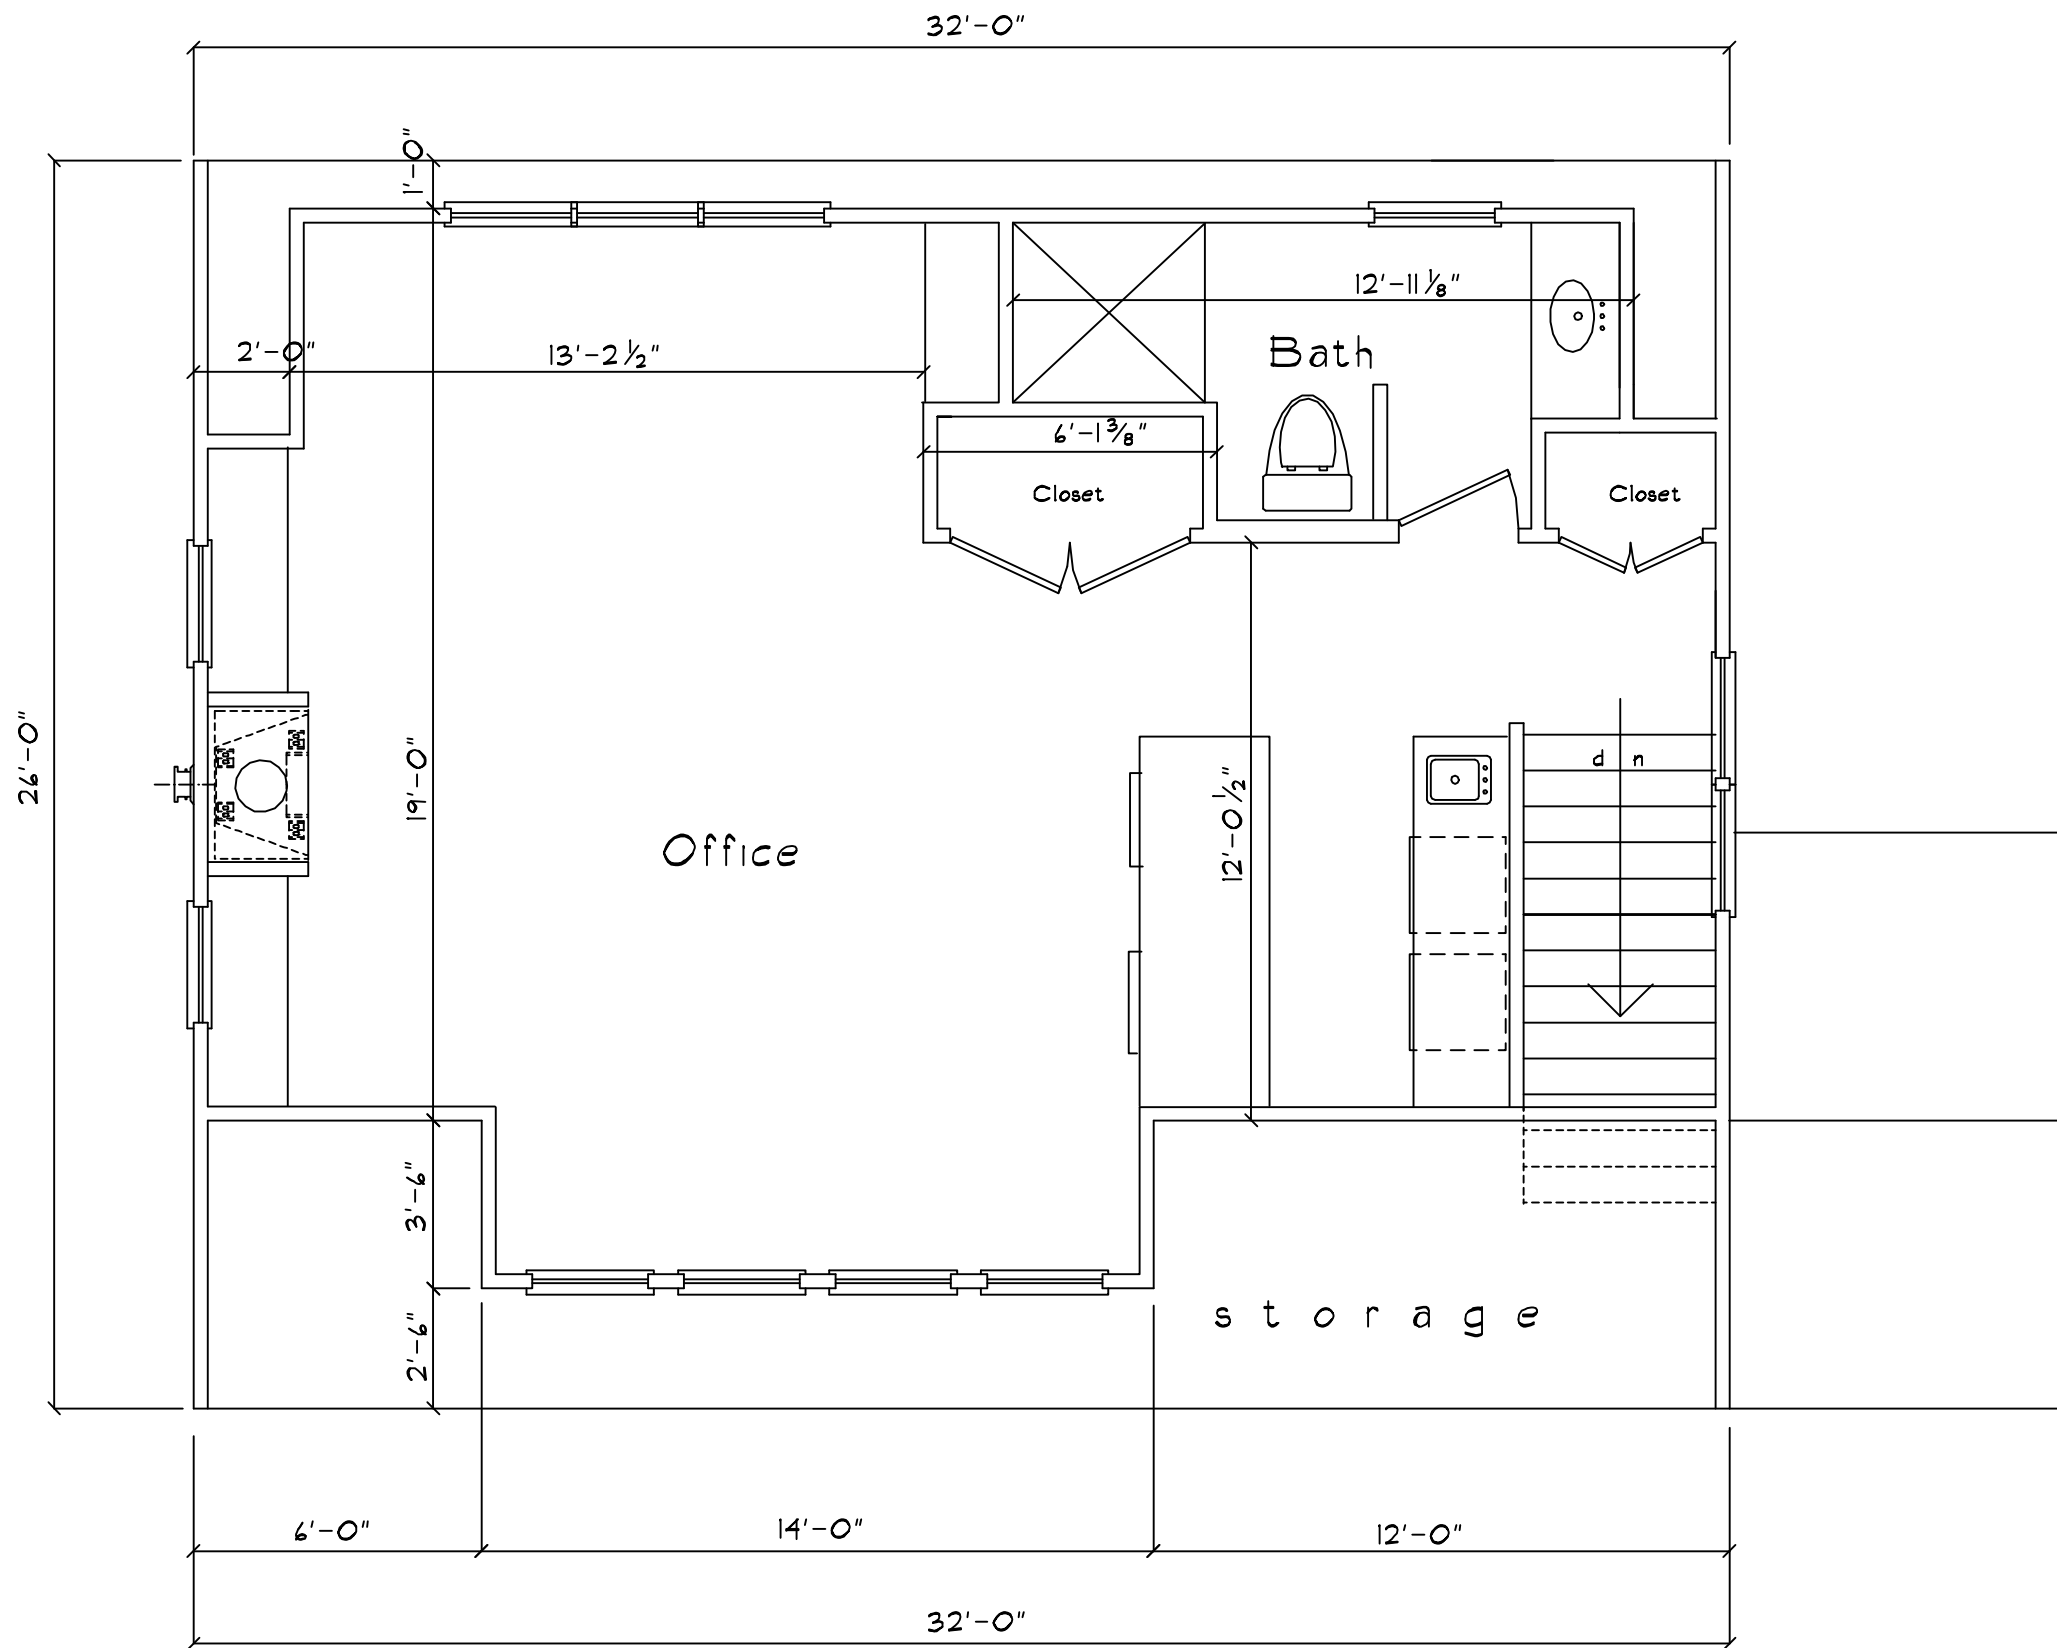 32'-0"
1'-0"
12'-11 1/8"
2'-0"
13'-2 1/2"
Bath
6'-1 3/8"
Closet
Closet
26'-0"
19'-0"
12'-0 1/2"
d n
Office
3'-6"
2'-6"
storage
6'-0"
14'-0"
12'-0"
32'-0"